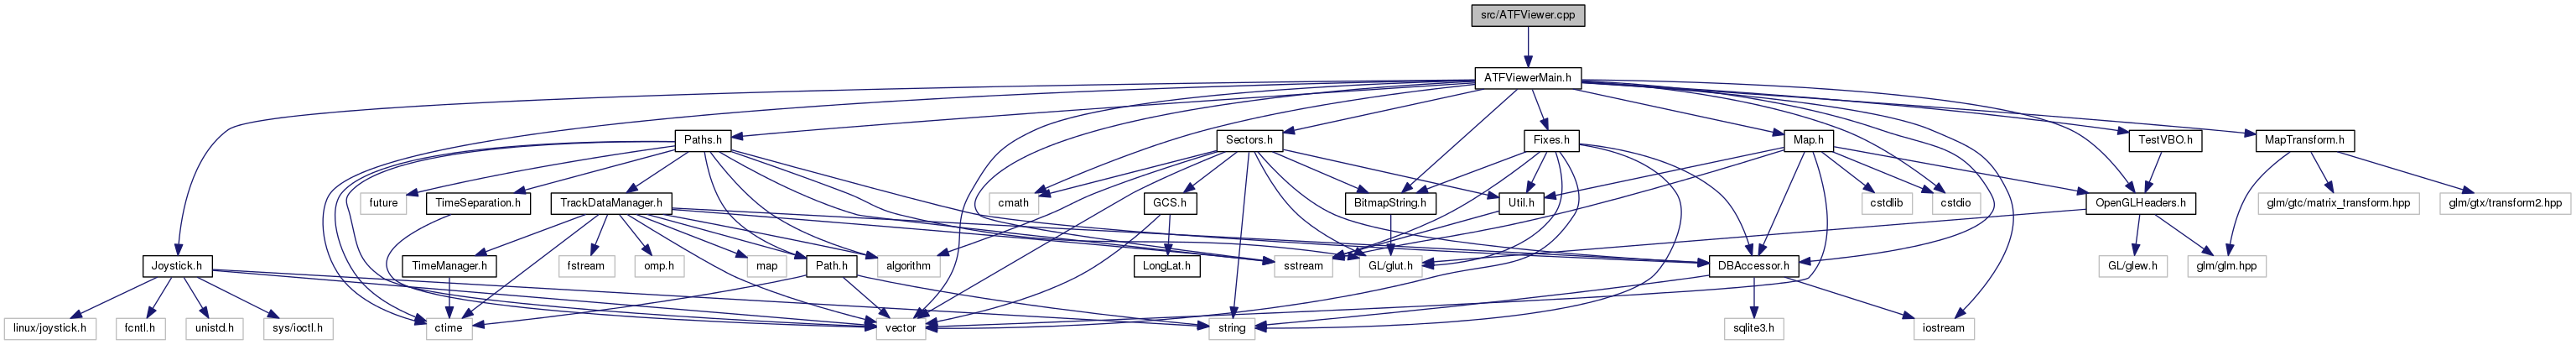 src/ATFViewer.cpp
ATFViewerMain.h
Paths.h
Sectors.h
Fixes.h
Map.h
TestVBO.h
MapTransform.h
future
TimeSeparation.h
TrackDataManager.h
cmath
GCS.h
BitmapString.h
Util.h
cstdlib
cstdio
OpenGLHeaders.h
glm/gtc/matrix_transform.hpp
glm/gtx/transform2.hpp
Joystick.h
TimeManager.h
fstream
omp.h
map
Path.h
algorithm
LongLat.h
sstream
GL/glut.h
DBAccessor.h
GL/glew.h
glm/glm.hpp
linux/joystick.h
fcntl.h
unistd.h
sys/ioctl.h
ctime
vector
string
sqlite3.h
iostream